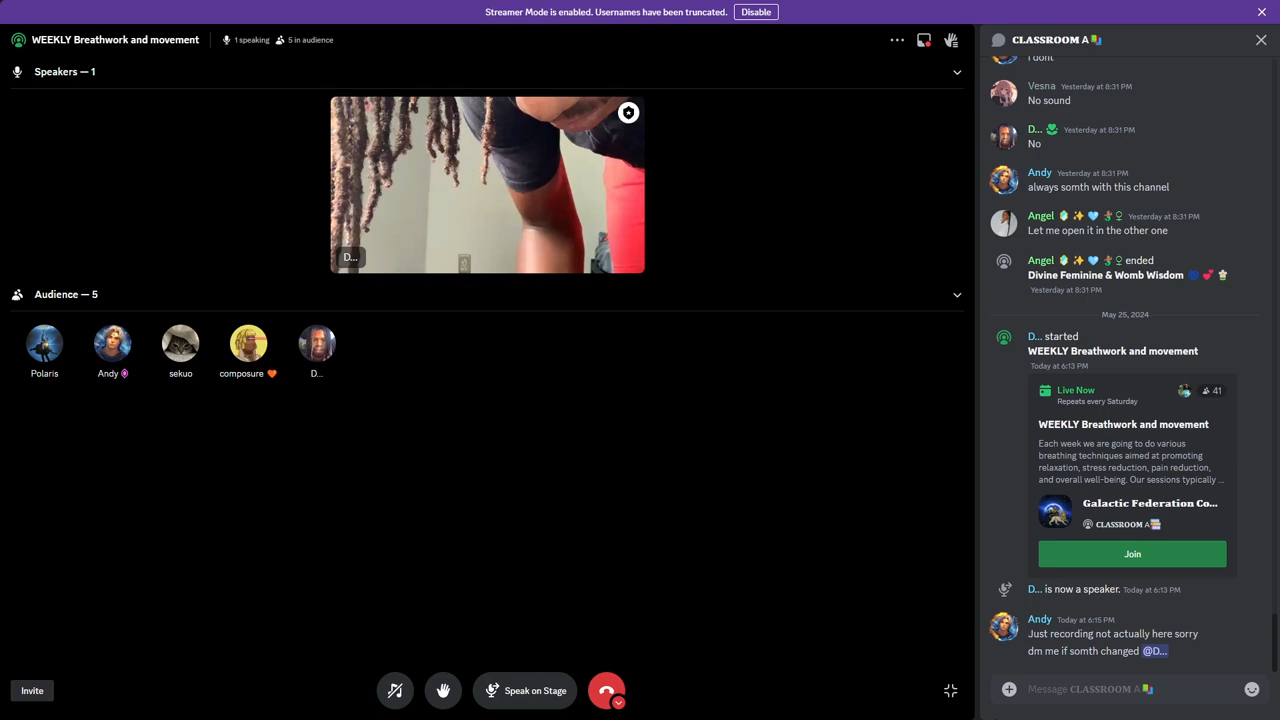 Streamer Mode is enabled. Usernames have been truncated.
Disable
WEEKLY Breathwork and movement
1 speaking
5 in audience
Speakers — 1
D...
Audience — 5
Polaris
Andy
sekuo
composure 🧡
D...
Invite
Speak on Stage
CLASSROOM A
I dont
Vesna Yesterday at 8:31 PM
No sound
D... Yesterday at 8:31 PM
No
Andy Yesterday at 8:31 PM
always somth with this channel
Angel Yesterday at 8:31 PM
Let me open it in the other one
Angel ended
Divine Feminine & Womb Wisdom
Yesterday at 8:31 PM
May 25, 2024
D... started
WEEKLY Breathwork and movement
Today at 6:13 PM
Live Now
41
Repeats every Saturday
WEEKLY Breathwork and movement
Each week we are going to do various
breathing techniques aimed at promoting
relaxation, stress reduction, pain reduction,
and overall well-being. Our sessions typically ...
Galactic Federation Co...
CLASSROOM A
Join
D... is now a speaker. Today at 6:13 PM
Andy Today at 6:15 PM
Just recording not actually here sorry
dm me if somth changed @D...
Message CLASSROOM A